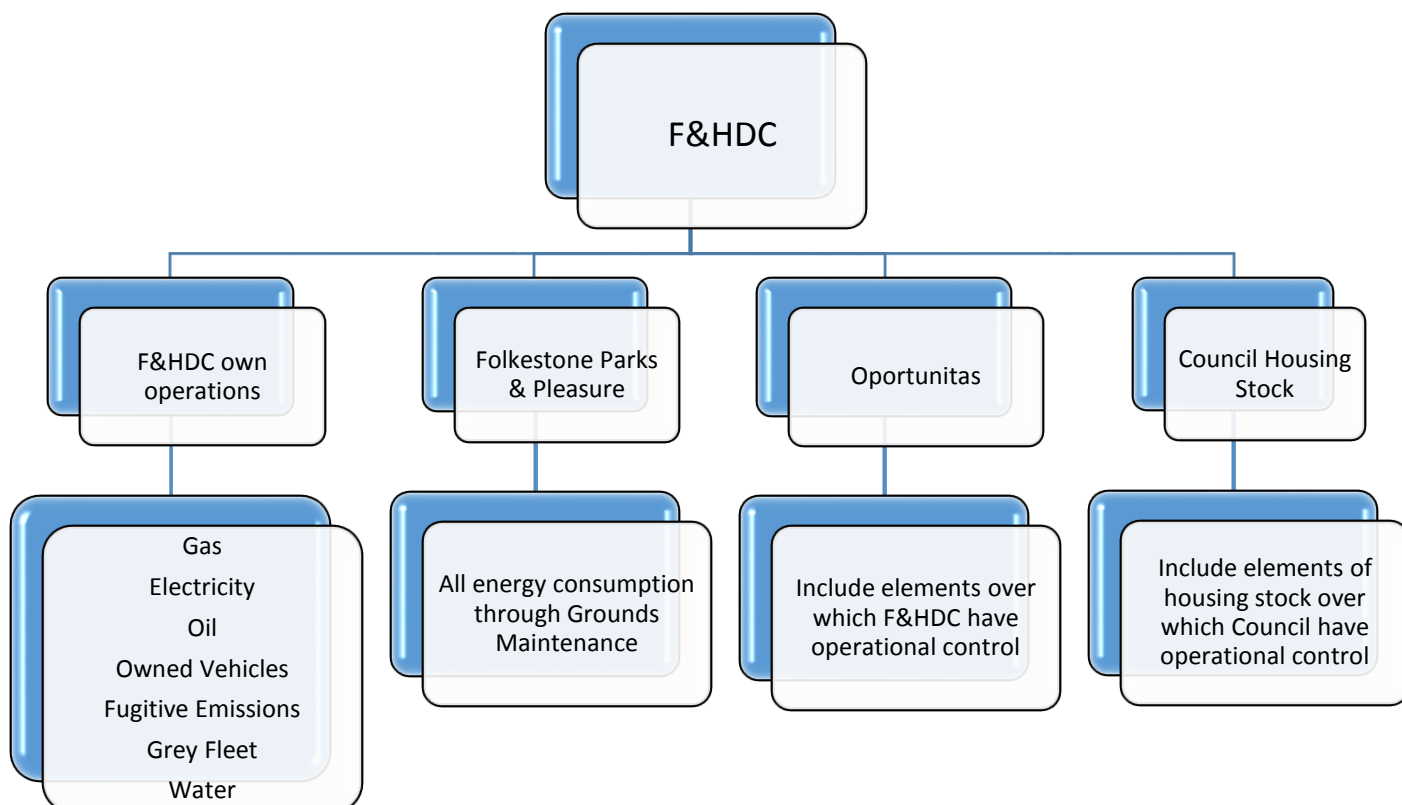 F&HDC
F&HDC own
operations
Folkestone Parks
& Pleasure
Oportunitas
Council Housing
Stock
Gas
Electricity
Oil
Owned Vehicles
Fugitive Emissions
Grey Fleet
Water
All energy consumption
through Grounds
Maintenance
Include elements over
which F&HDC have
operational control
Include elements of
housing stock over
which Council have
operational control